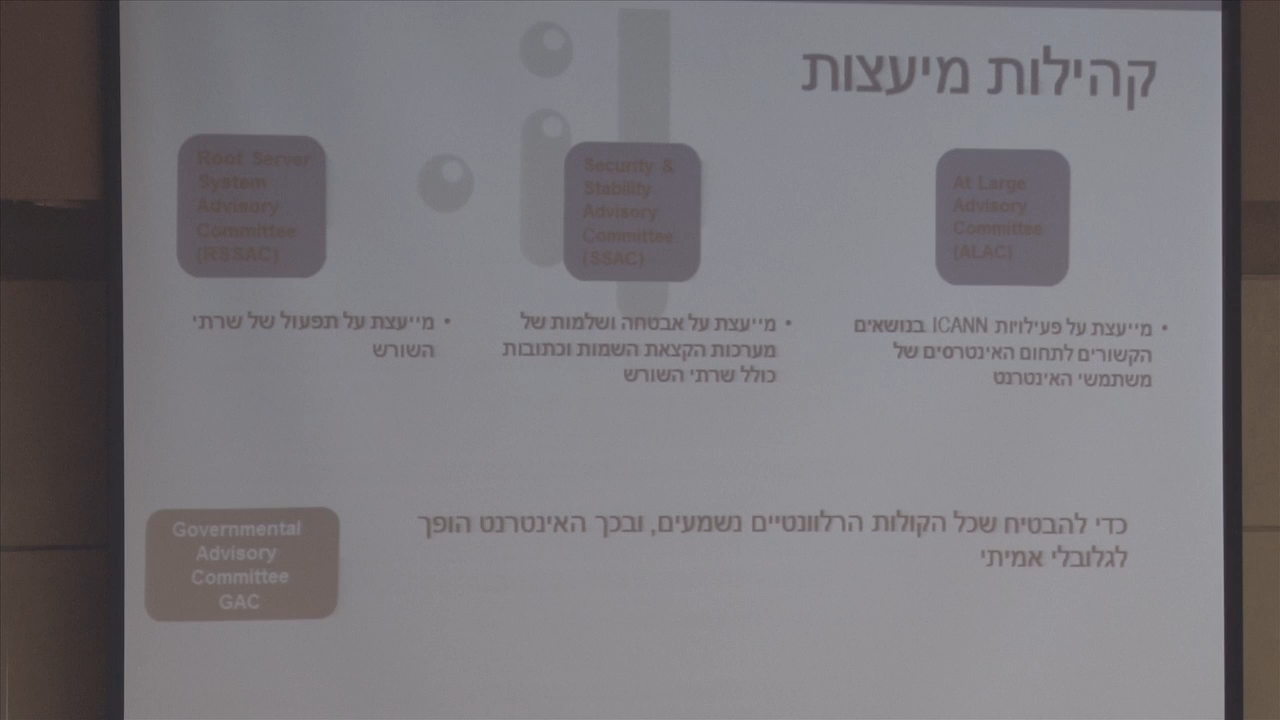 קהילות מיעצות
At Large
Advisory
Committee
(ALAC)
• מייעצת על פעילויות ICANN בנושאים
הקשורים לתחום האינטרסים של
משתמשי האינטרנט
Security &
Stability
Advisory
Committee
(SSAC)
• מייעצת על אבטחה ושלמות של
מערכות הקצאת השמות וכתובות
כולל שרתי השורש
Root Server
System
Advisory
Committee
(RSSAC)
• מייעצת על תפעול של שרתי
השורש
כדי להבטיח שכל הקולות הרלוונטיים נשמעים, ובכך האינטרנט הופך
לגלובלי אמיתי
Governmental
Advisory
Committee
GAC